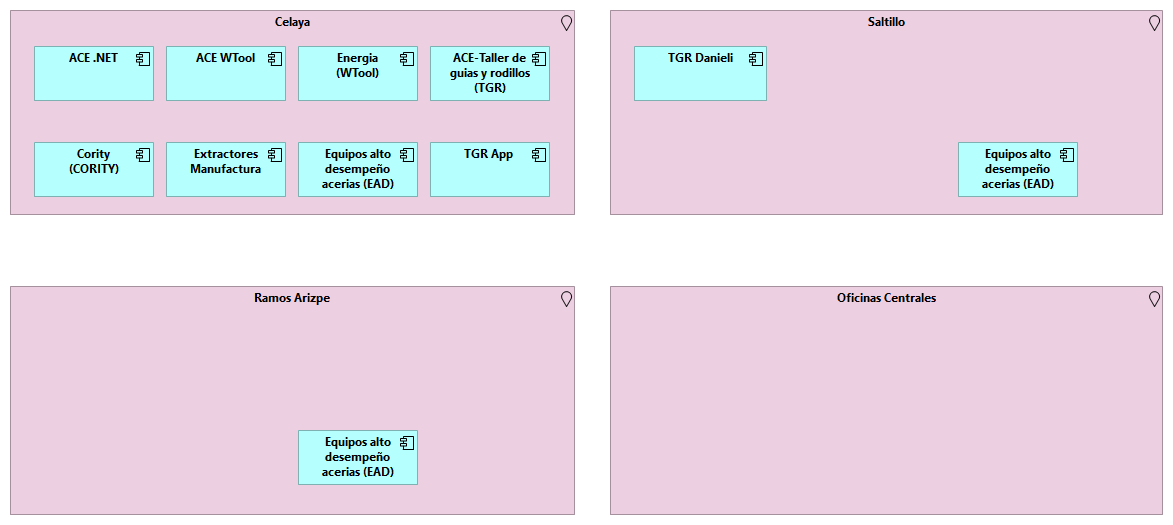 Celaya
ACE .NET
ACE WTool
Energia
(WTool)
ACE-Taller de
guias y rodillos
(TGR)
Cority
(CORITY)
Extractores
Manufactura
Equipos alto
desempeño
acerias (EAD)
TGR App
Saltillo
TGR Danieli
Equipos alto
desempeño
acerias (EAD)
Ramos Arizpe
Equipos alto
desempeño
acerias (EAD)
Oficinas Centrales